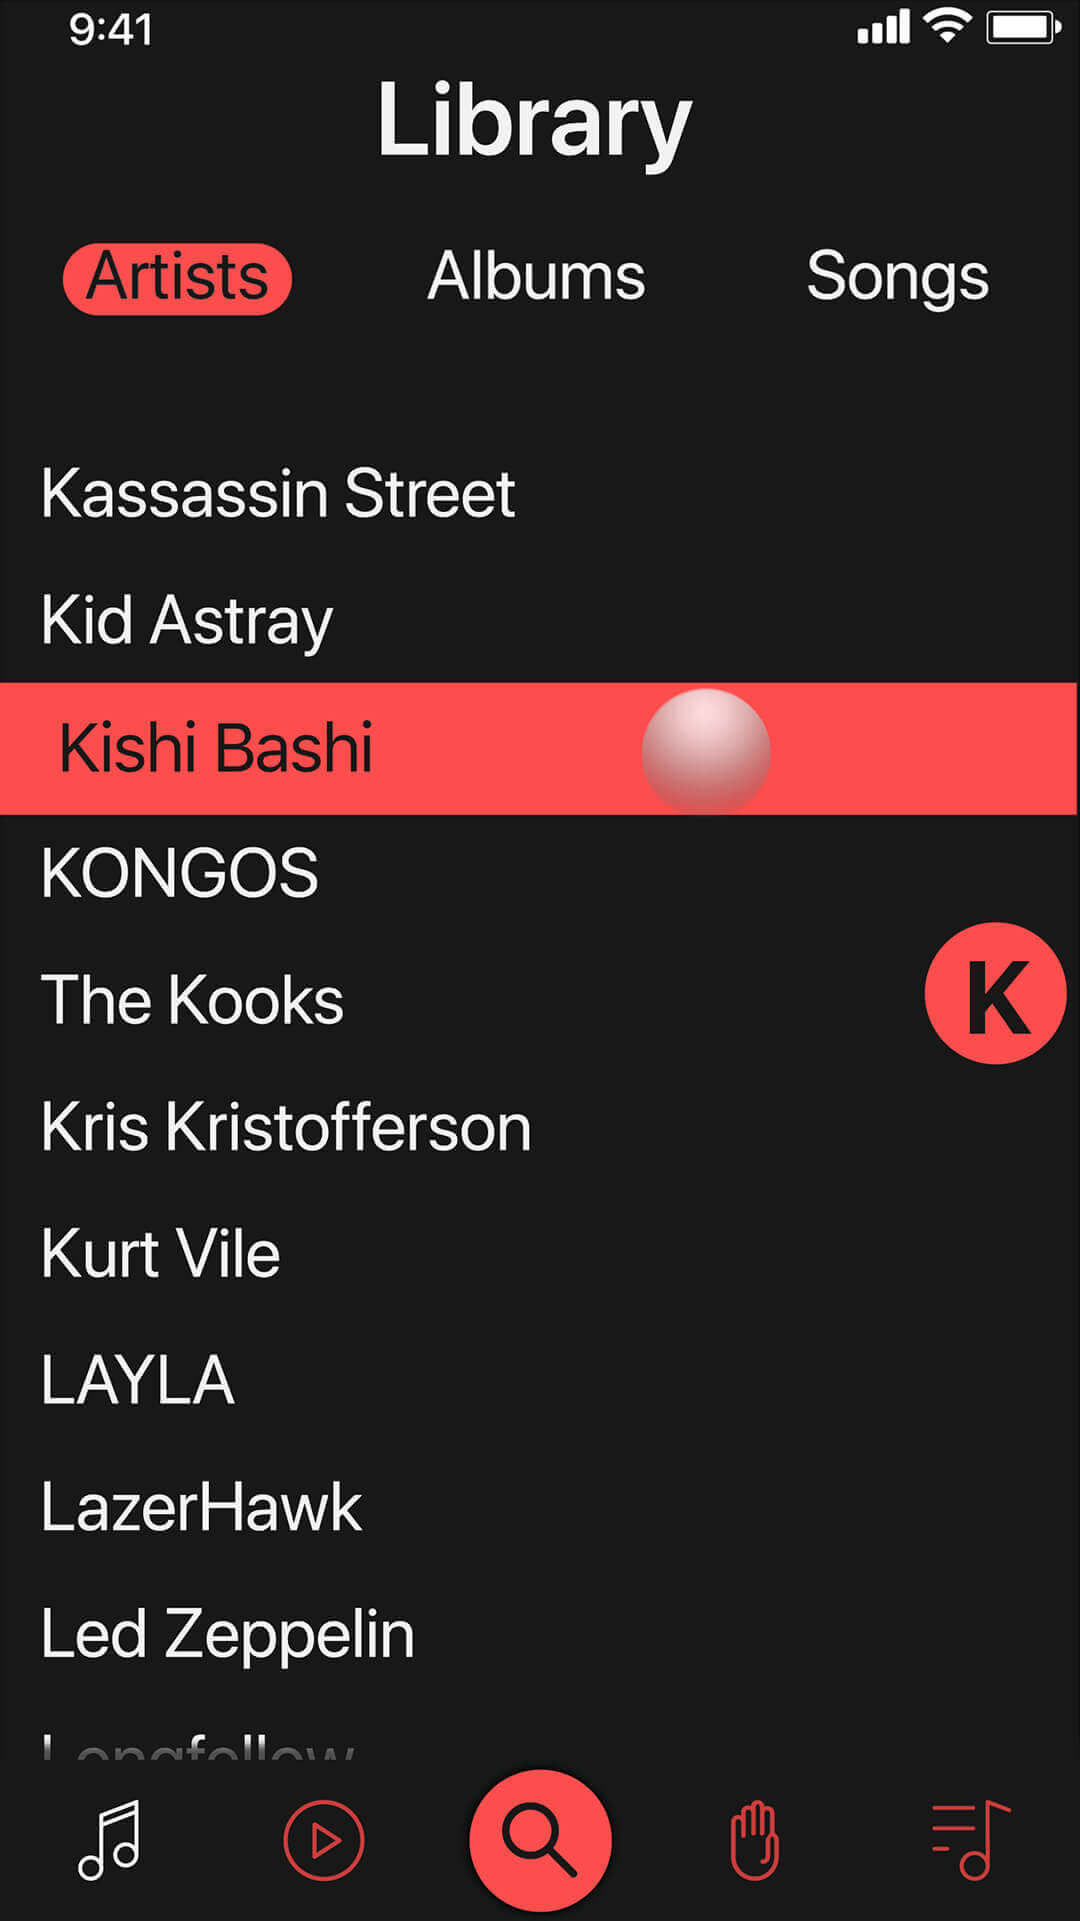 9:41
Library
Artists Albums Songs
Kassassin Street
Kid Astray
Kishi Bashi
KONGOS
The Kooks
K
Kris Kristofferson
Kurt Vile
LAYLA
LazerHawk
Led Zeppelin
Longfellow